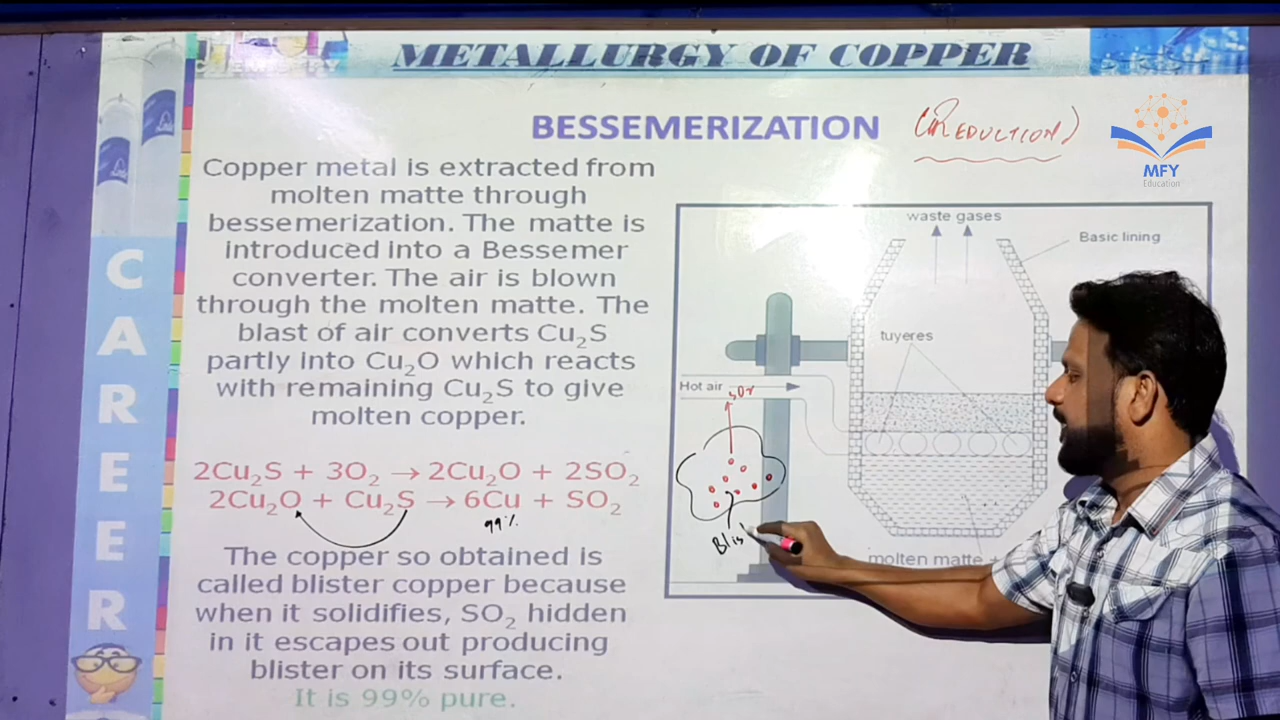 CHEMISTRY
METALLURGY OF COPPER
BESSEMERIZATION
(REDUCTION)
MFY
Education
CAREER
Copper metal is extracted from
molten matte through
bessemerization. The matte is
introduced into a Bessemer
converter. The air is blown
through the molten matte. The
blast of air converts Cu₂S
partly into Cu₂O which reacts
with remaining Cu₂S to give
molten copper.
2Cu₂S + 3O₂ → 2Cu₂O + 2SO₂
2Cu₂O + Cu₂S → 6Cu + SO₂
99%
The copper so obtained is
called blister copper because
when it solidifies, SO₂ hidden
in it escapes out producing
blister on its surface.
It is 99% pure.
waste gases
Basic lining
tuyeres
Hot air
SO₂
Blis
molten matte +